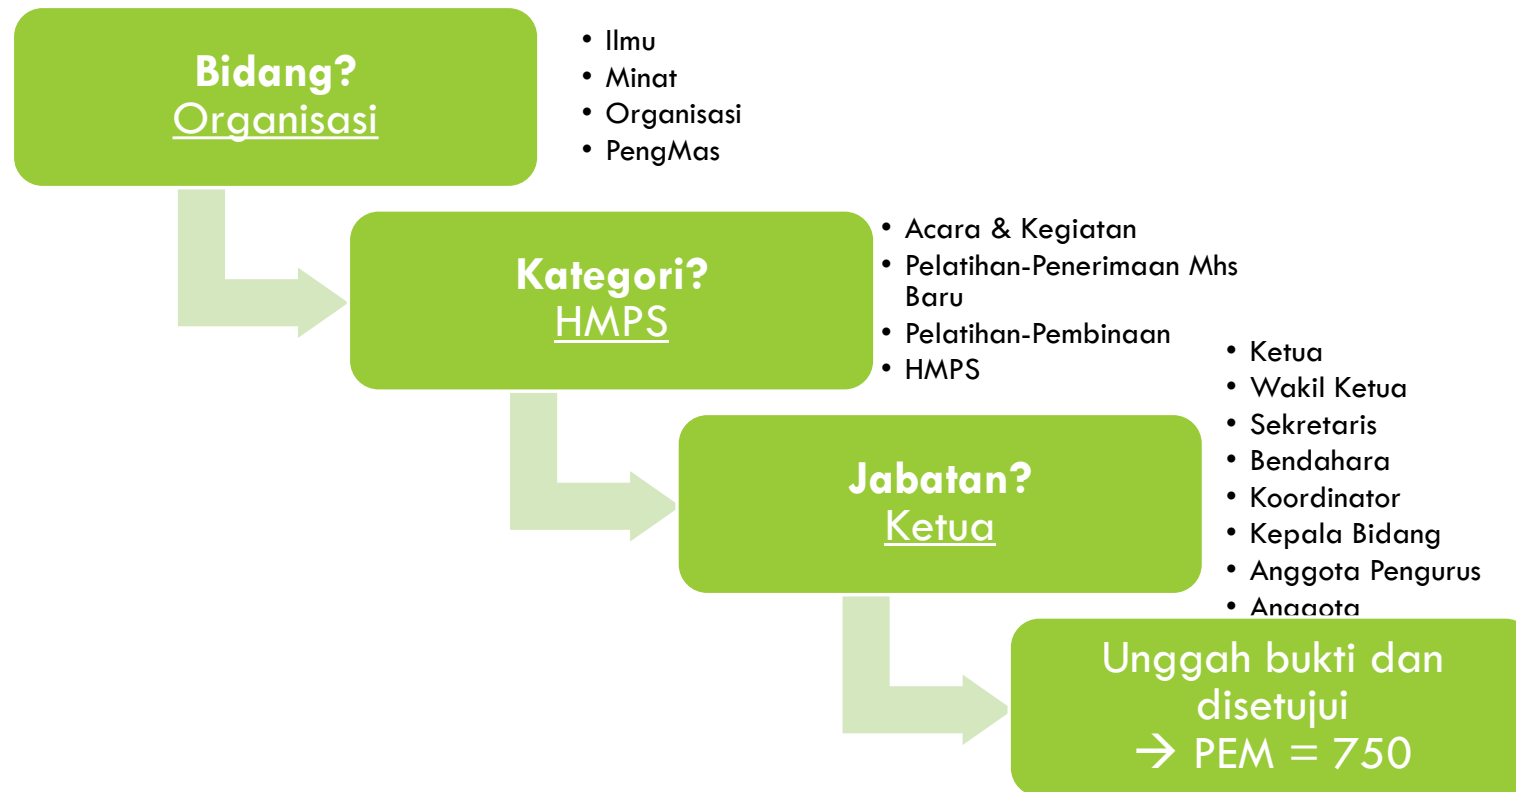 Bidang?
Organisasi
• Ilmu
• Minat
• Organisasi
• PengMas
Kategori?
HMPS
• Acara & Kegiatan
• Pelatihan-Penerimaan Mhs
Baru
• Pelatihan-Pembinaan
• HMPS
Jabatan?
Ketua
• Ketua
• Wakil Ketua
• Sekretaris
• Bendahara
• Koordinator
• Kepala Bidang
• Anggota Pengurus
• Anggota
Unggah bukti dan
disetujui
→ PEM = 750